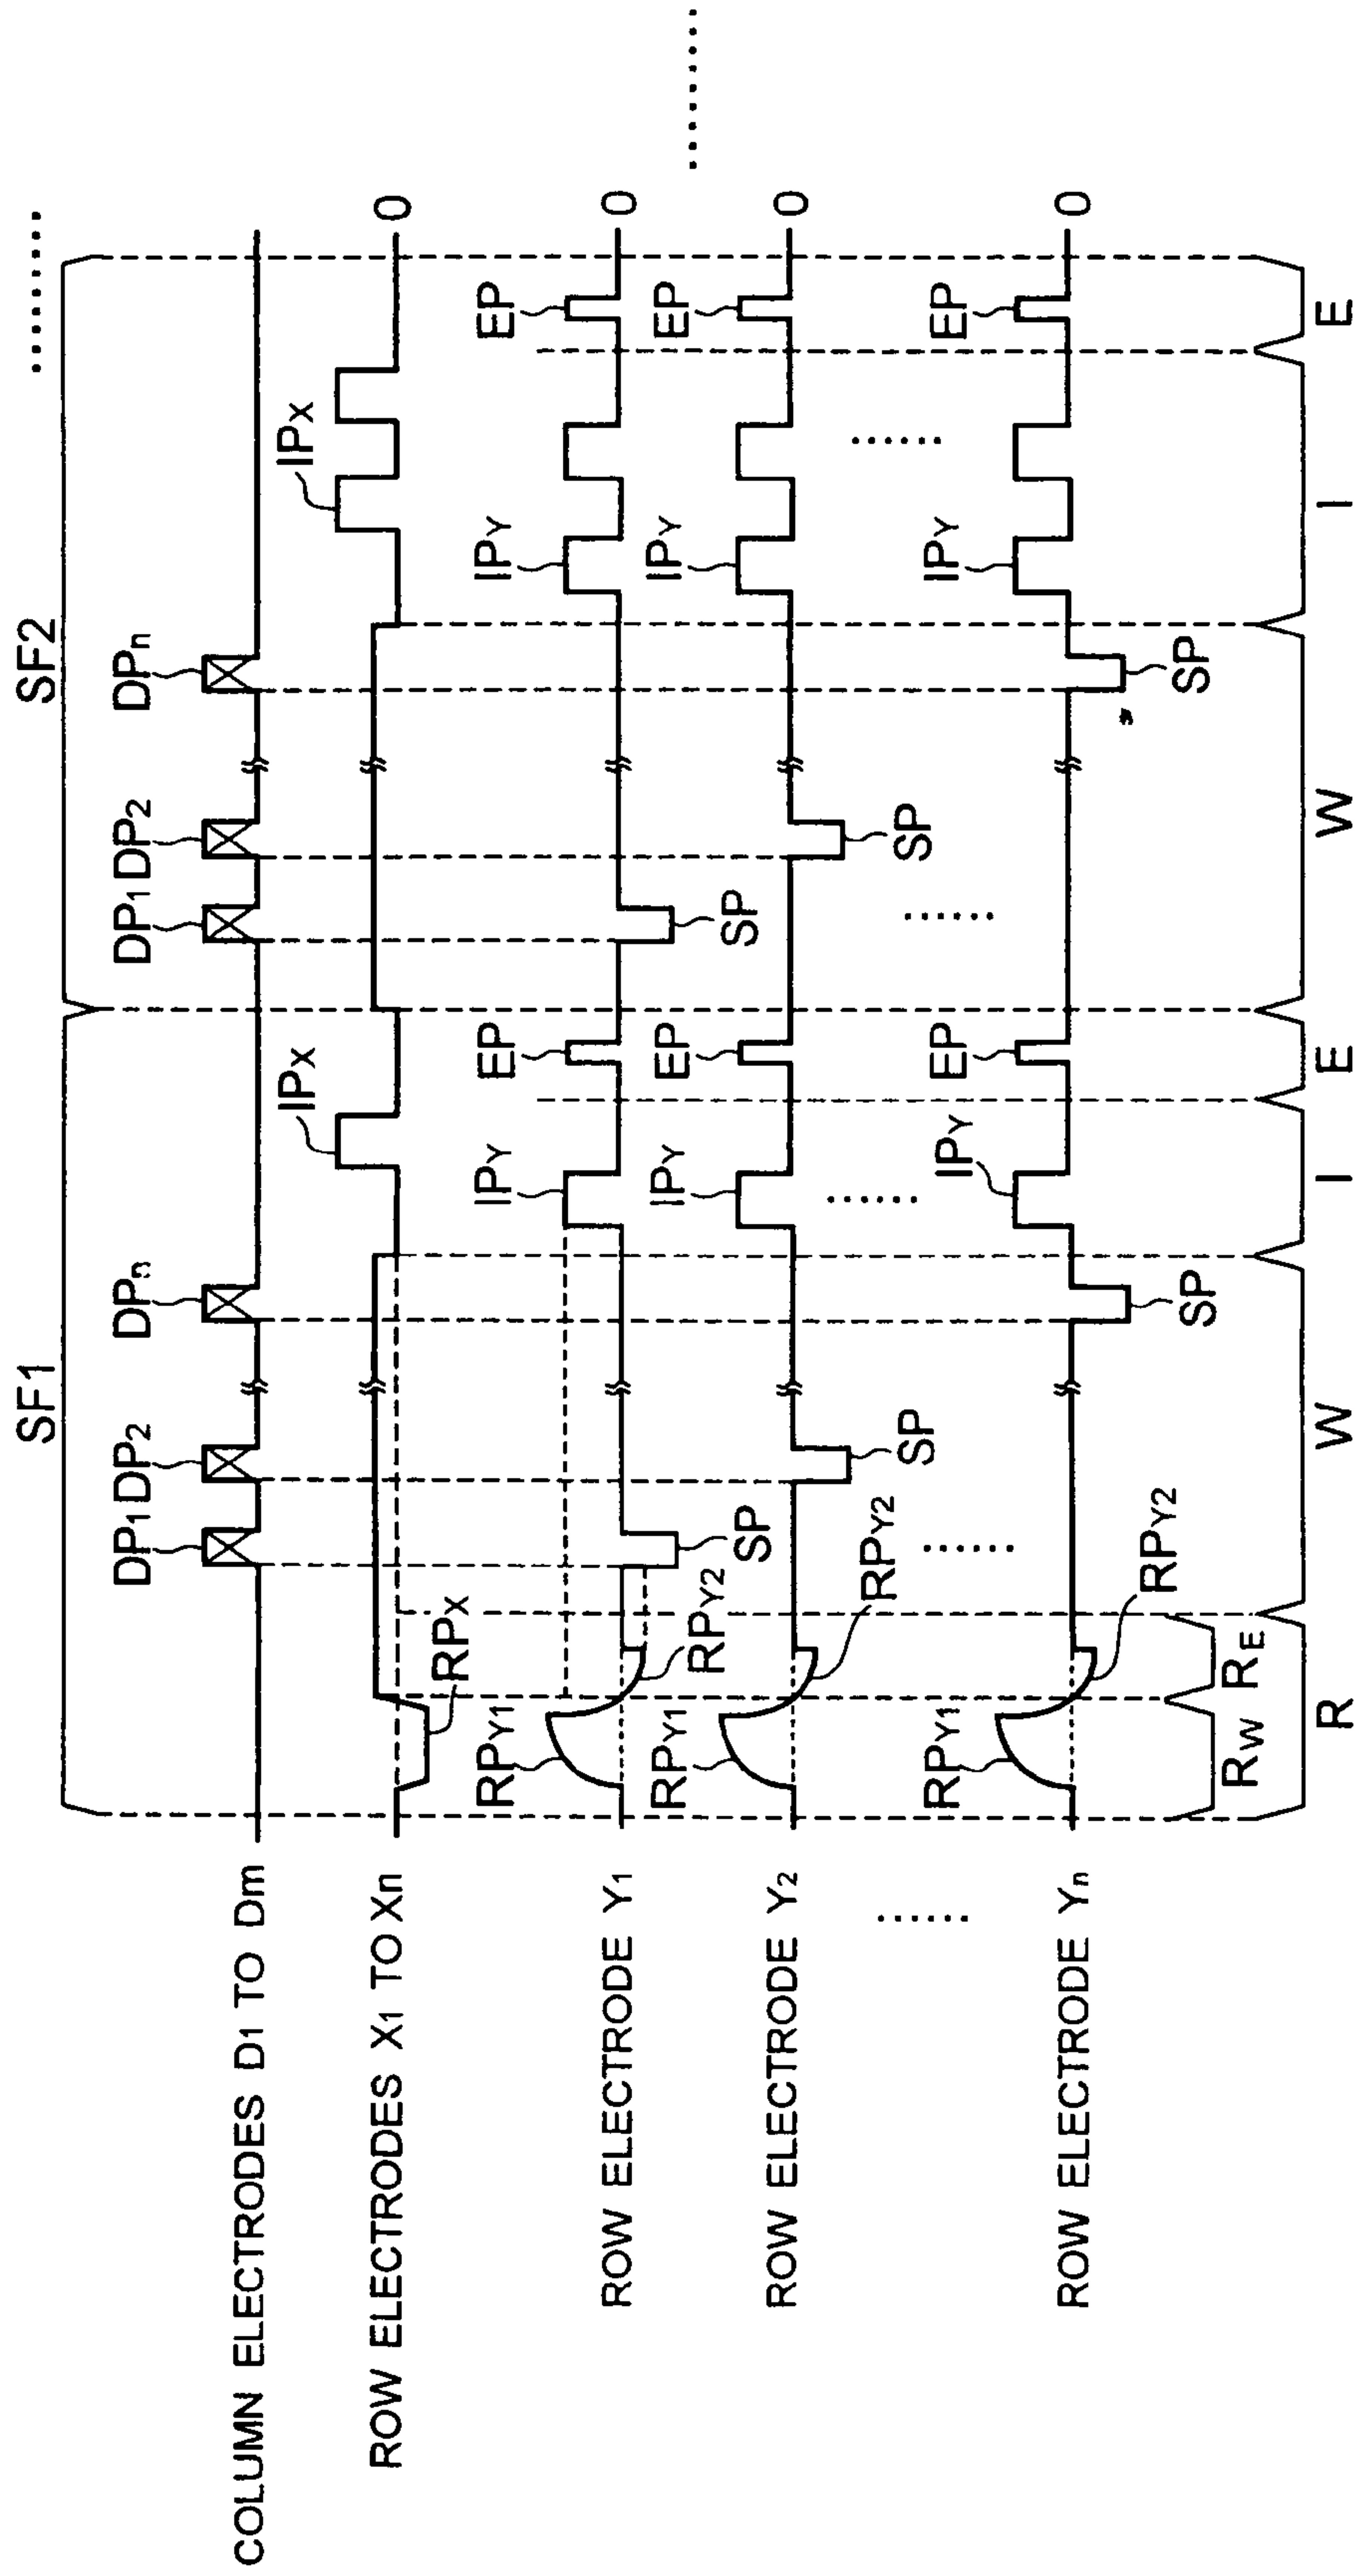 SF1 SF2 ........
DP1 DP2 DPn DP1 DP2 DPn
COLUMN ELECTRODES D1 TO Dm
IPX IPX
ROW ELECTRODES X1 TO Xn 0
RPX
RPY1 IPY EP IPY EP
ROW ELECTRODE Y1 0
RPY2 SP SP
RPY1 IPY EP IPY EP
ROW ELECTRODE Y2 0
RPY2 SP SP
...... ...... ...... ...... ......
RPY1 IPY EP IPY EP
ROW ELECTRODE Yn 0
RPY2 SP SP
RW RE
R W I E W I E